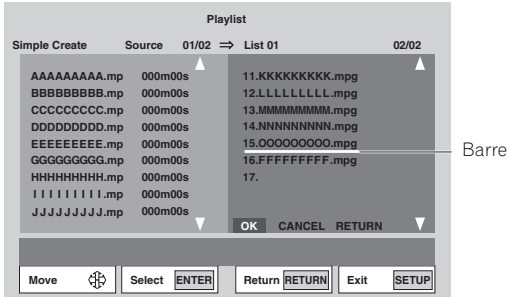 Playlist
Simple Create Source 01/02 ⇒ List 01 02/02
AAAAAAAAA.mp 000m00s
BBBBBBBBB.mp 000m00s
CCCCCCCCC.mp 000m00s
DDDDDDDDD.mp 000m00s
EEEEEEEEE.mp 000m00s
GGGGGGGGG.mp 000m00s
HHHHHHHHH.mp 000m00s
IIIIIIIII.mp 000m00s
JJJJJJJJJ.mp 000m00s
11.KKKKKKKKK.mpg
12.LLLLLLLLL.mpg
13.MMMMMMMMM.mpg
14.NNNNNNNNN.mpg
15.OOOOOOOOO.mpg
16.FFFFFFFFF.mpg
17.
OK CANCEL RETURN
Barre
Move Select ENTER Return RETURN Exit SETUP